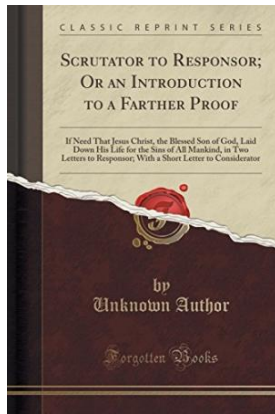 CLASSIC REPRINT SERIES
SCRUTATOR TO RESPONSOR;
OR AN INTRODUCTION
TO A FARTHER PROOF
If Need That Jesus Christ, the Blessed Son of God, Laid
Down His Life for the Sins of All Mankind, in Two
Letters to Responsor; With a Short Letter to Considerator
by
Unknown Author
Forgotten Books